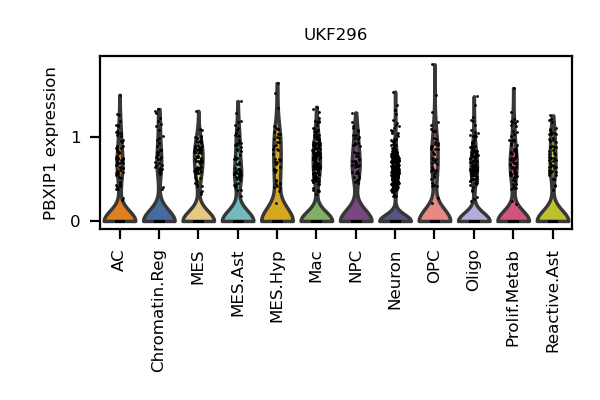 UKF296
PBXIP1 expression
1
0
AC
Chromatin.Reg
MES
MES.Ast
MES.Hyp
Mac
NPC
Neuron
OPC
Oligo
Prolif.Metab
Reactive.Ast